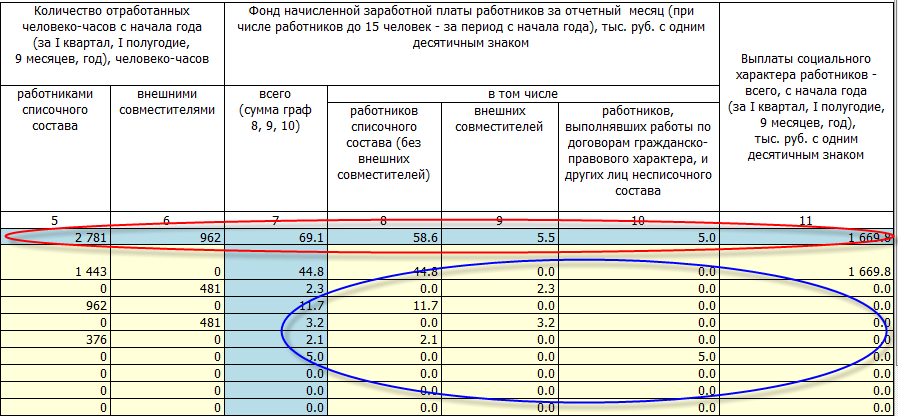 Количество отработанных
человеко-часов с начала года
(за I квартал, I полугодие,
9 месяцев, год), человеко-часов
Фонд начисленной заработной платы работников за отчетный месяц (при
числе работников до 15 человек - за период с начала года), тыс. руб. с одним
десятичным знаком
Выплаты социального
характера работников -
всего, с начала года
(за I квартал, I полугодие,
9 месяцев, год),
тыс. руб. с одним
десятичным знаком
работниками
списочного
состава
внешними
совместителями
всего
(сумма граф
8, 9, 10)
в том числе
работников
списочного
состава (без
внешних
совместителей)
внешних
совместителей
работников,
выполнявших работы по
договорам гражданско-
правового характера, и
других лиц несписочного
состава
5 6 7 8 9 10 11
2 781 962 69.1 58.6 5.5 5.0 1 669.8
1 443 0 44.8 44.8 0.0 0.0 1 669.8
0 481 2.3 0.0 2.3 0.0 0.0
962 0 11.7 11.7 0.0 0.0 0.0
0 481 3.2 0.0 3.2 0.0 0.0
376 0 2.1 2.1 0.0 0.0 0.0
0 0 5.0 0.0 0.0 5.0 0.0
0 0 0.0 0.0 0.0 0.0 0.0
0 0 0.0 0.0 0.0 0.0 0.0
0 0 0.0 0.0 0.0 0.0 0.0